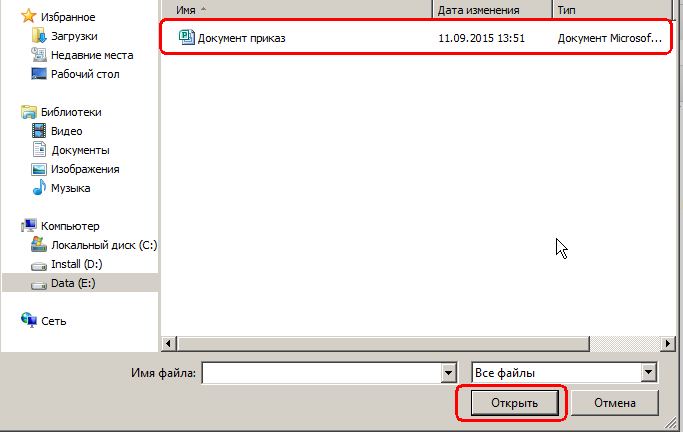 Имя
Дата изменения
Тип
Избранное
Загрузки
Недавние места
Рабочий стол
Библиотеки
Видео
Документы
Изображения
Музыка
Компьютер
Локальный диск (C:)
Install (D:)
Data (E:)
Сеть
Документ приказ
11.09.2015 13:51
Документ Microsof...
Имя файла:
Все файлы
Открыть
Отмена